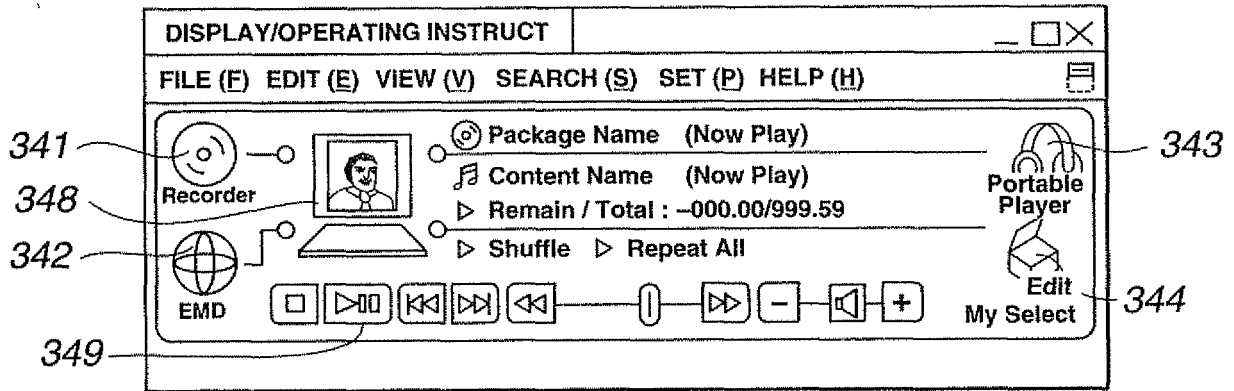 DISPLAY/OPERATING INSTRUCT
FILE (F) EDIT (E) VIEW (V) SEARCH (S) SET (P) HELP (H)
341
Recorder
348
342
EMD
349
Package Name (Now Play)
Content Name (Now Play)
Remain / Total : –000.00/999.59
Shuffle Repeat All
343
Portable
Player
Edit
344
My Select